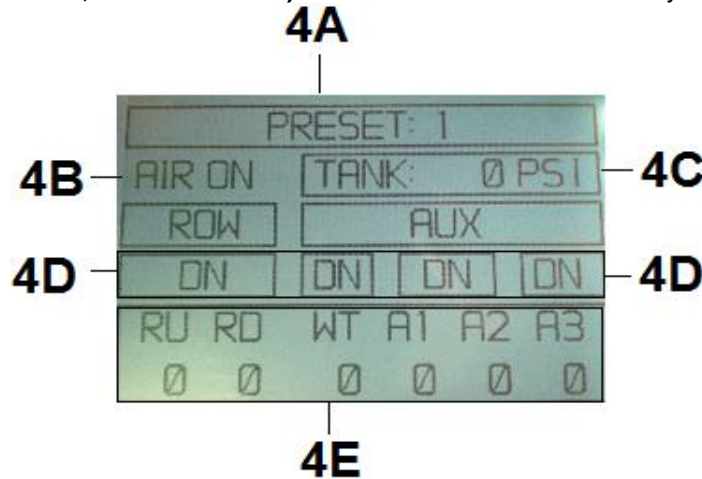 4A
PRESET: 1
4B AIR ON TANK: 0 PSI 4C
ROW AUX
4D DN DN DN DN 4D
RU RD WT A1 A2 A3
0 0 0 0 0 0
4E